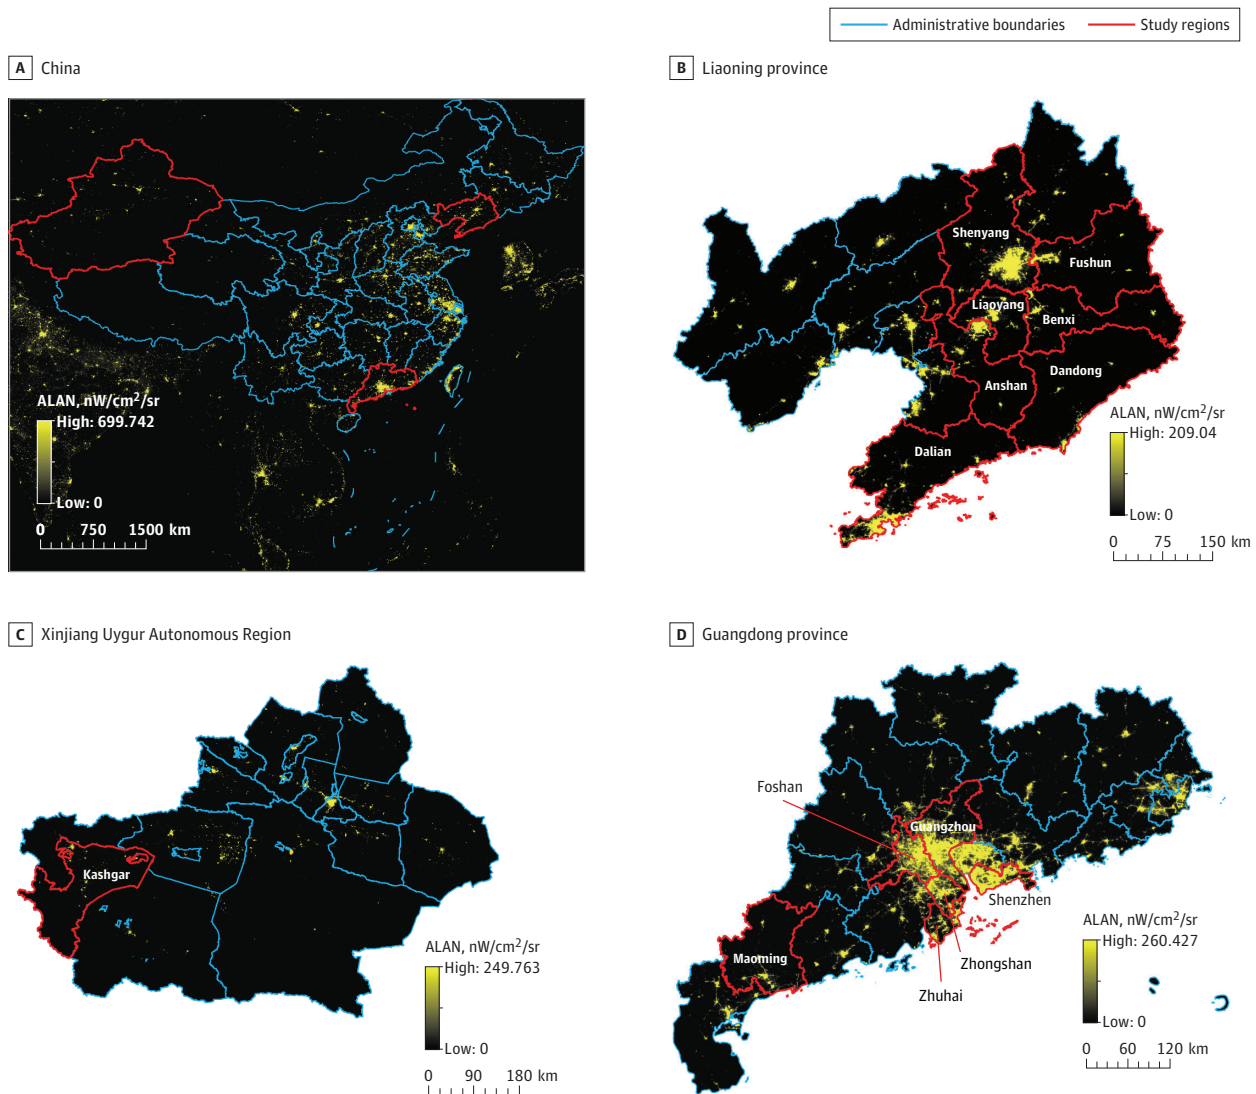 Administrative boundaries
Study regions
A China
ALAN, nW/cm²/sr
High: 699.742
Low: 0
0 750 1500 km
B Liaoning province
Shenyang
Fushun
Liaoyang
Benxi
Anshan
Dandong
Dalian
ALAN, nW/cm²/sr
High: 209.04
Low: 0
0 75 150 km
C Xinjiang Uygur Autonomous Region
Kashgar
ALAN, nW/cm²/sr
High: 249.763
Low: 0
0 90 180 km
D Guangdong province
Foshan
Guangzhou
Shenzhen
Maoming
Zhongshan
Zhuhai
ALAN, nW/cm²/sr
High: 260.427
Low: 0
0 60 120 km